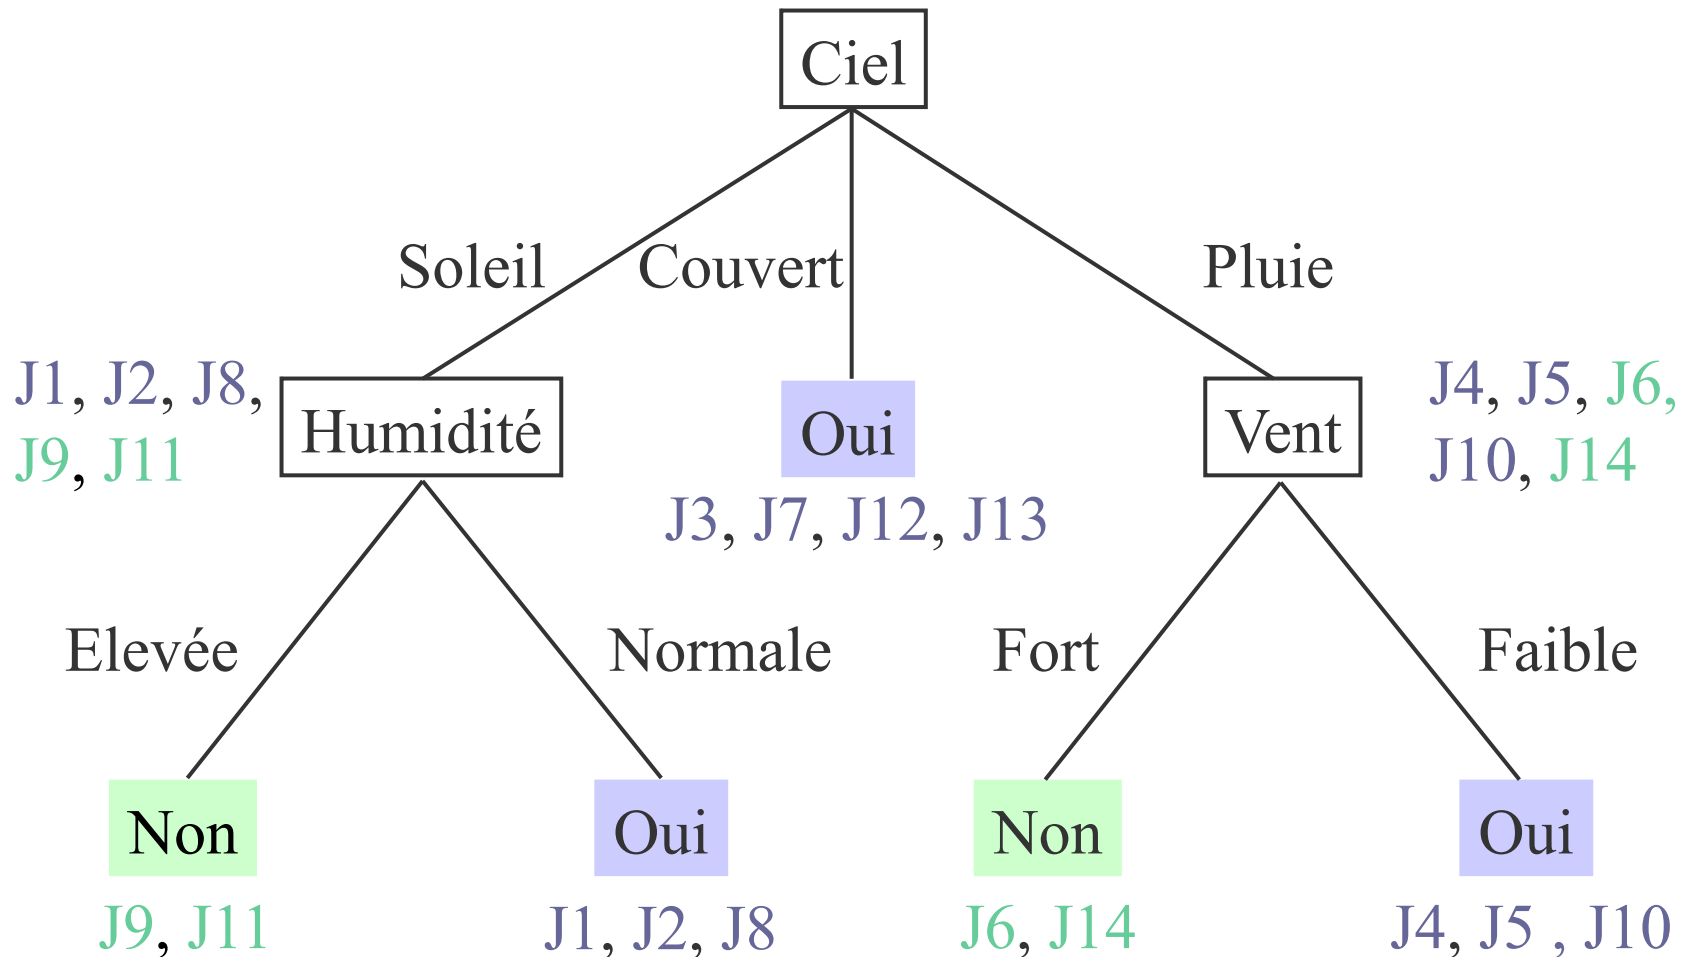 Ciel
Soleil
Couvert
Pluie
J1, J2, J8,
J9, J11
Humidité
Oui
J3, J7, J12, J13
Vent
J4, J5, J6,
J10, J14
Elevée
Normale
Fort
Faible
Non
Oui
Non
Oui
J9, J11
J1, J2, J8
J6, J14
J4, J5 , J10